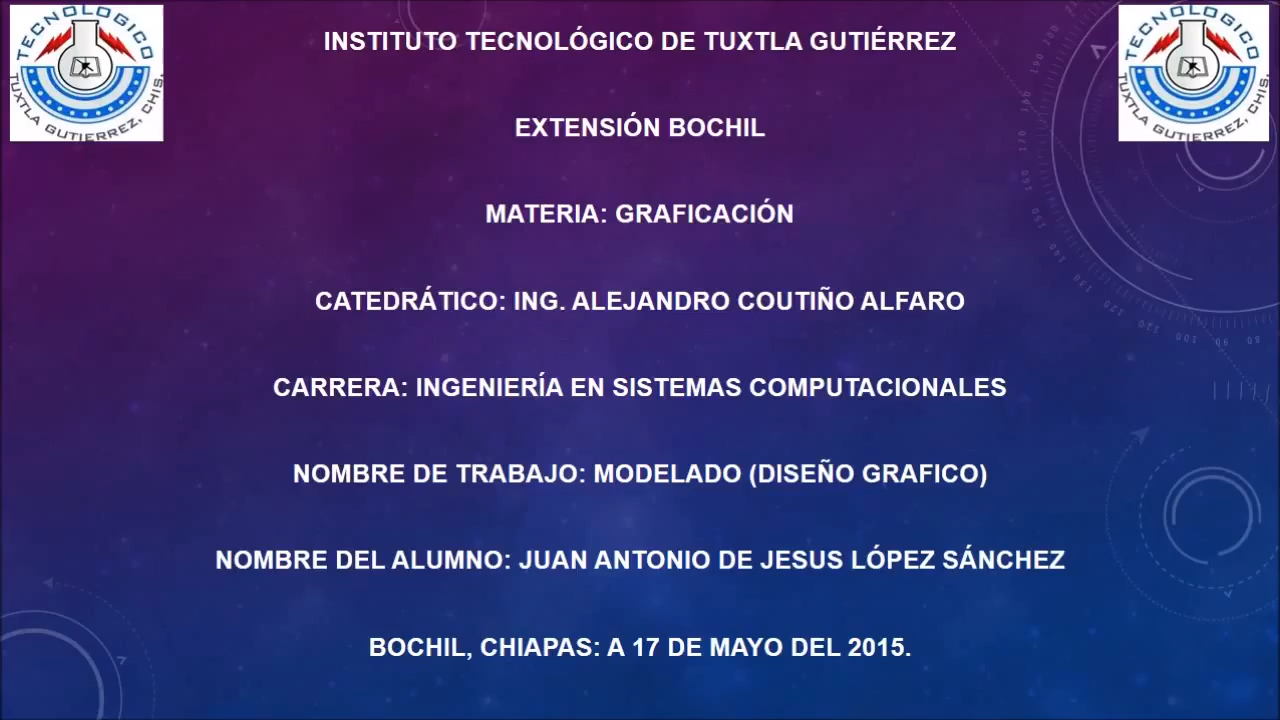 TECNOLOGICO
TUXTLA GUTIERREZ, CHIS.
INSTITUTO TECNOLÓGICO DE TUXTLA GUTIÉRREZ
TECNOLOGICO
TUXTLA GUTIERREZ, CHIS.
EXTENSIÓN BOCHIL
MATERIA: GRAFICACIÓN
CATEDRÁTICO: ING. ALEJANDRO COUTIÑO ALFARO
CARRERA: INGENIERÍA EN SISTEMAS COMPUTACIONALES
NOMBRE DE TRABAJO: MODELADO (DISEÑO GRAFICO)
NOMBRE DEL ALUMNO: JUAN ANTONIO DE JESUS LÓPEZ SÁNCHEZ
BOCHIL, CHIAPAS: A 17 DE MAYO DEL 2015.